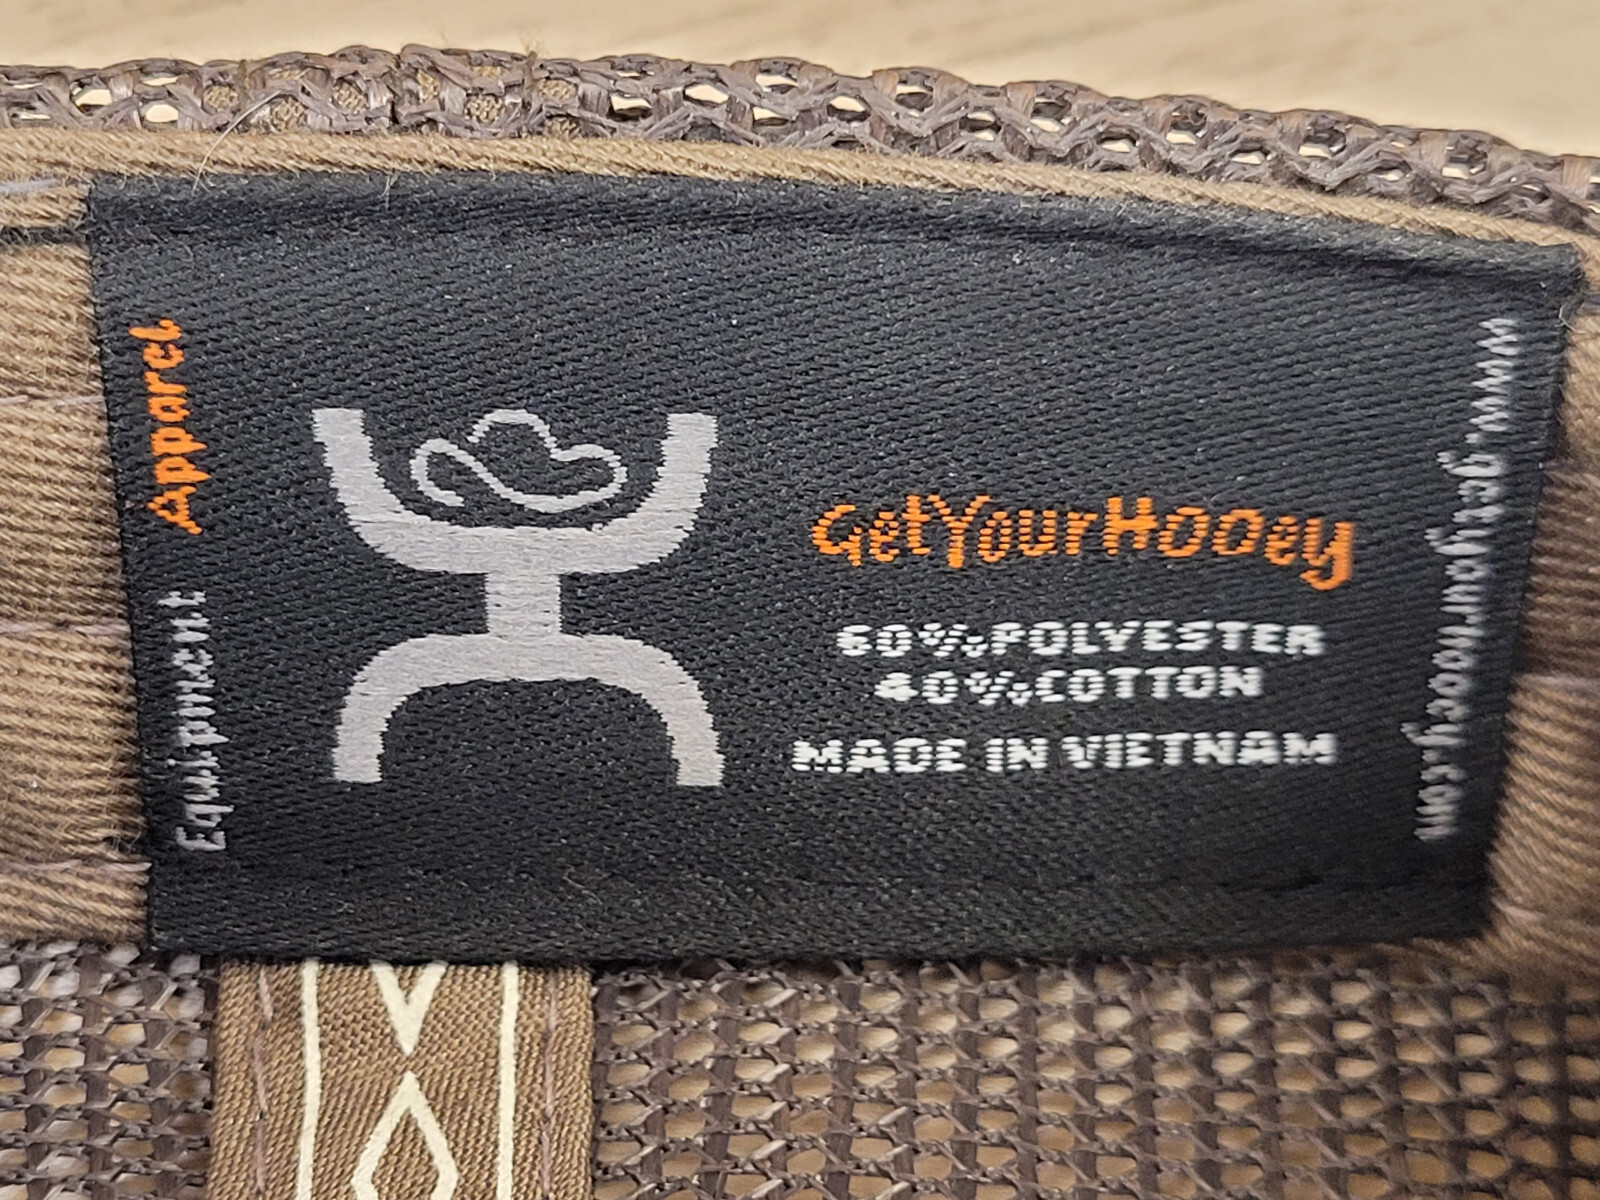 Apparel
Equipment
GetYourHooey
60%POLYESTER
40%COTTON
MADE IN VIETNAM
www.getyourhooey.com